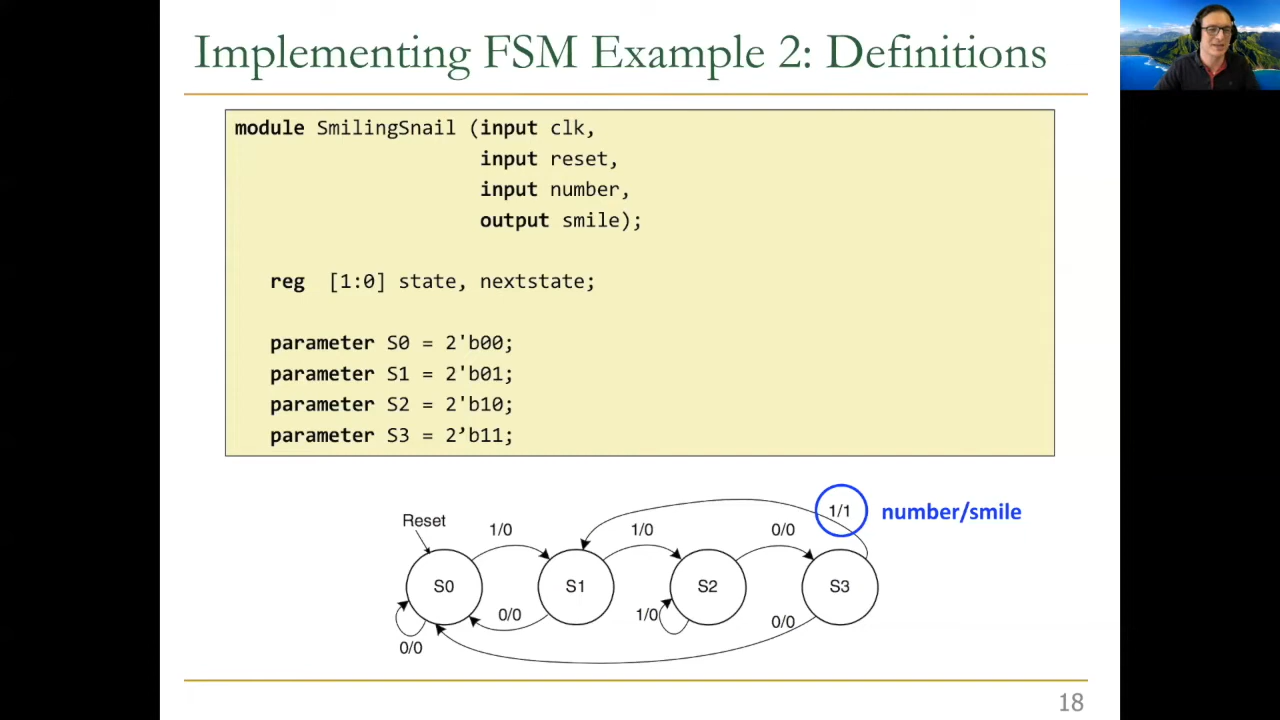 Implementing FSM Example 2: Definitions
module SmilingSnail (input clk,
input reset,
input number,
output smile);
reg [1:0] state, nextstate;
parameter S0 = 2'b00;
parameter S1 = 2'b01;
parameter S2 = 2'b10;
parameter S3 = 2’b11;
1/1 number/smile
Reset
1/0 1/0 0/0
S0 S1 S2 S3
0/0 1/0 0/0
0/0
18